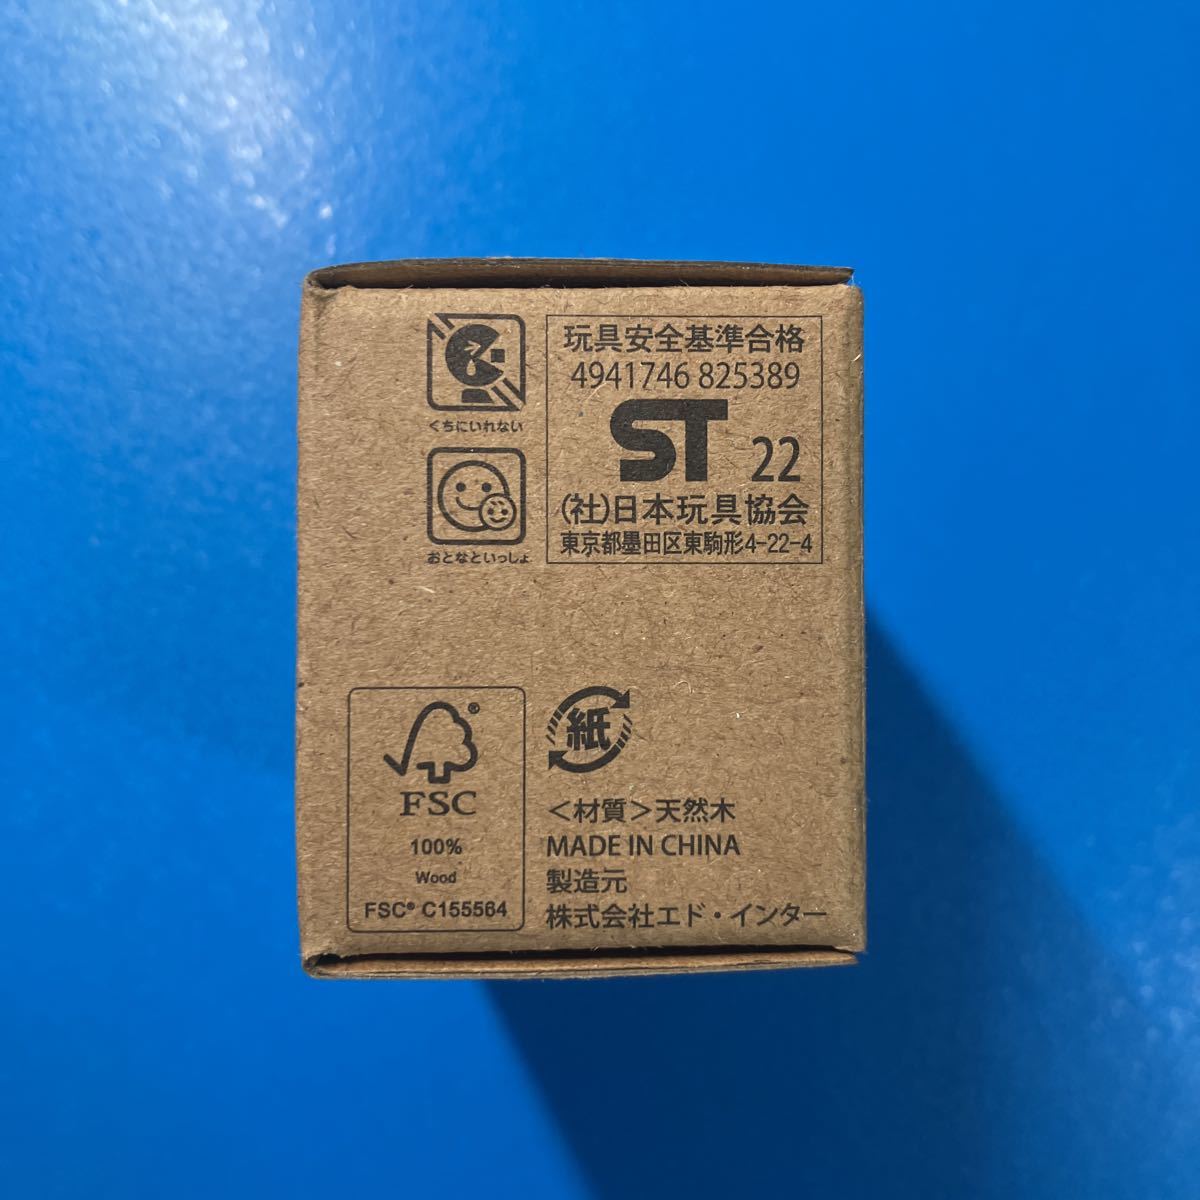 くちにいれない
おとなといっしょ
玩具安全基準合格
4941746 825389
ST 22
(社)日本玩具協会
東京都墨田区東駒形4-22-4
®
FSC
100%
Wood
FSC® C155564
紙
＜材質＞天然木
MADE IN CHINA
製造元
株式会社エド・インター